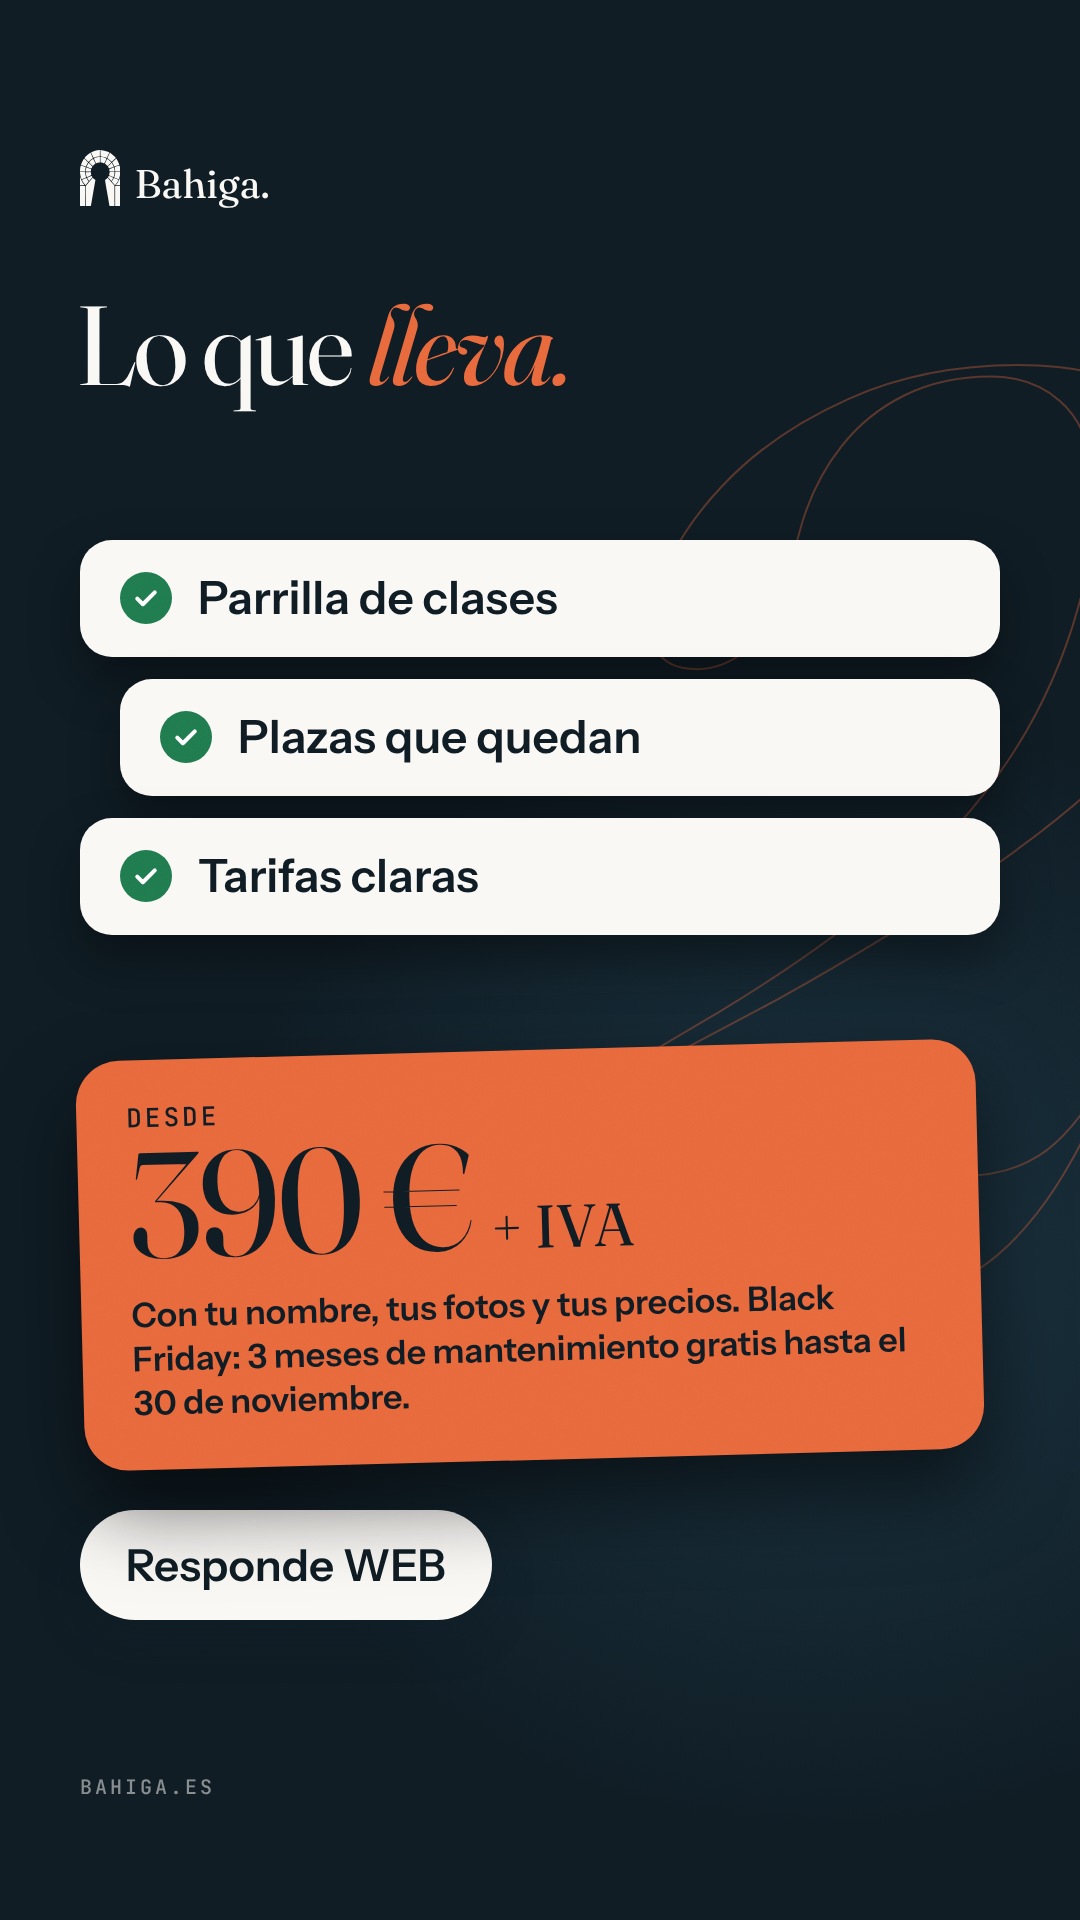 Bahiga.
Lo que lleva.
Parrilla de clases
Plazas que quedan
Tarifas claras
DESDE
390 € + IVA
Con tu nombre, tus fotos y tus precios. Black
Friday: 3 meses de mantenimiento gratis hasta el
30 de noviembre.
Responde WEB
BAHIGA.ES